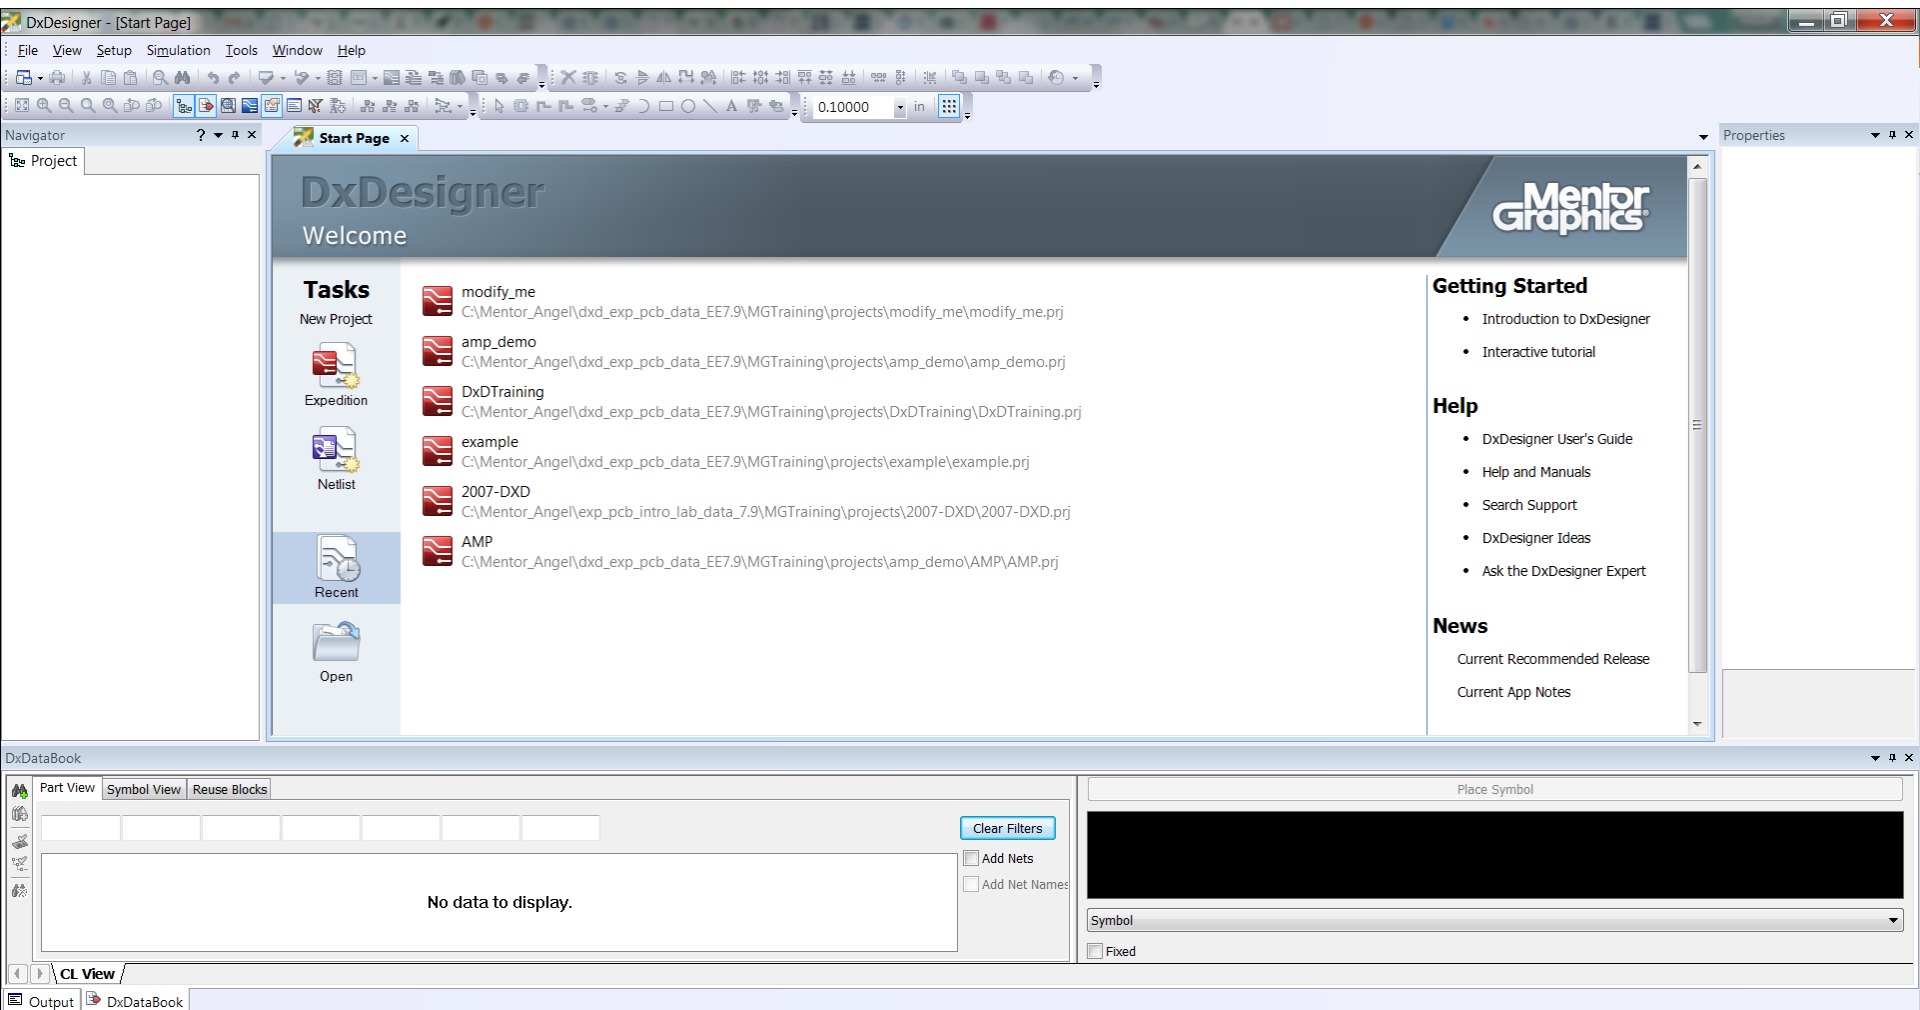 DxDesigner - [Start Page]
File View Setup Simulation Tools Window Help
0.10000 in
Navigator
Project
Start Page
Properties
DxDesigner
Welcome
Mentor
Graphics
Tasks
New Project
Expedition
Netlist
Recent
Open
modify_me
C:\Mentor_Angel\dxd_exp_pcb_data_EE7.9\MGTraining\projects\modify_me\modify_me.prj
amp_demo
C:\Mentor_Angel\dxd_exp_pcb_data_EE7.9\MGTraining\projects\amp_demo\amp_demo.prj
DxDTraining
C:\Mentor_Angel\dxd_exp_pcb_data_EE7.9\MGTraining\projects\DxDTraining\DxDTraining.prj
example
C:\Mentor_Angel\dxd_exp_pcb_data_EE7.9\MGTraining\projects\example\example.prj
2007-DXD
C:\Mentor_Angel\exp_pcb_intro_lab_data_7.9\MGTraining\projects\2007-DXD\2007-DXD.prj
AMP
C:\Mentor_Angel\dxd_exp_pcb_data_EE7.9\MGTraining\projects\amp_demo\AMP\AMP.prj
Getting Started
• Introduction to DxDesigner
• Interactive tutorial
Help
• DxDesigner User's Guide
• Help and Manuals
• Search Support
• DxDesigner Ideas
• Ask the DxDesigner Expert
News
Current Recommended Release
Current App Notes
DxDataBook
Part View Symbol View Reuse Blocks
Clear Filters
Add Nets
Add Net Names
No data to display.
CL View
Place Symbol
Symbol
Fixed
Output DxDataBook